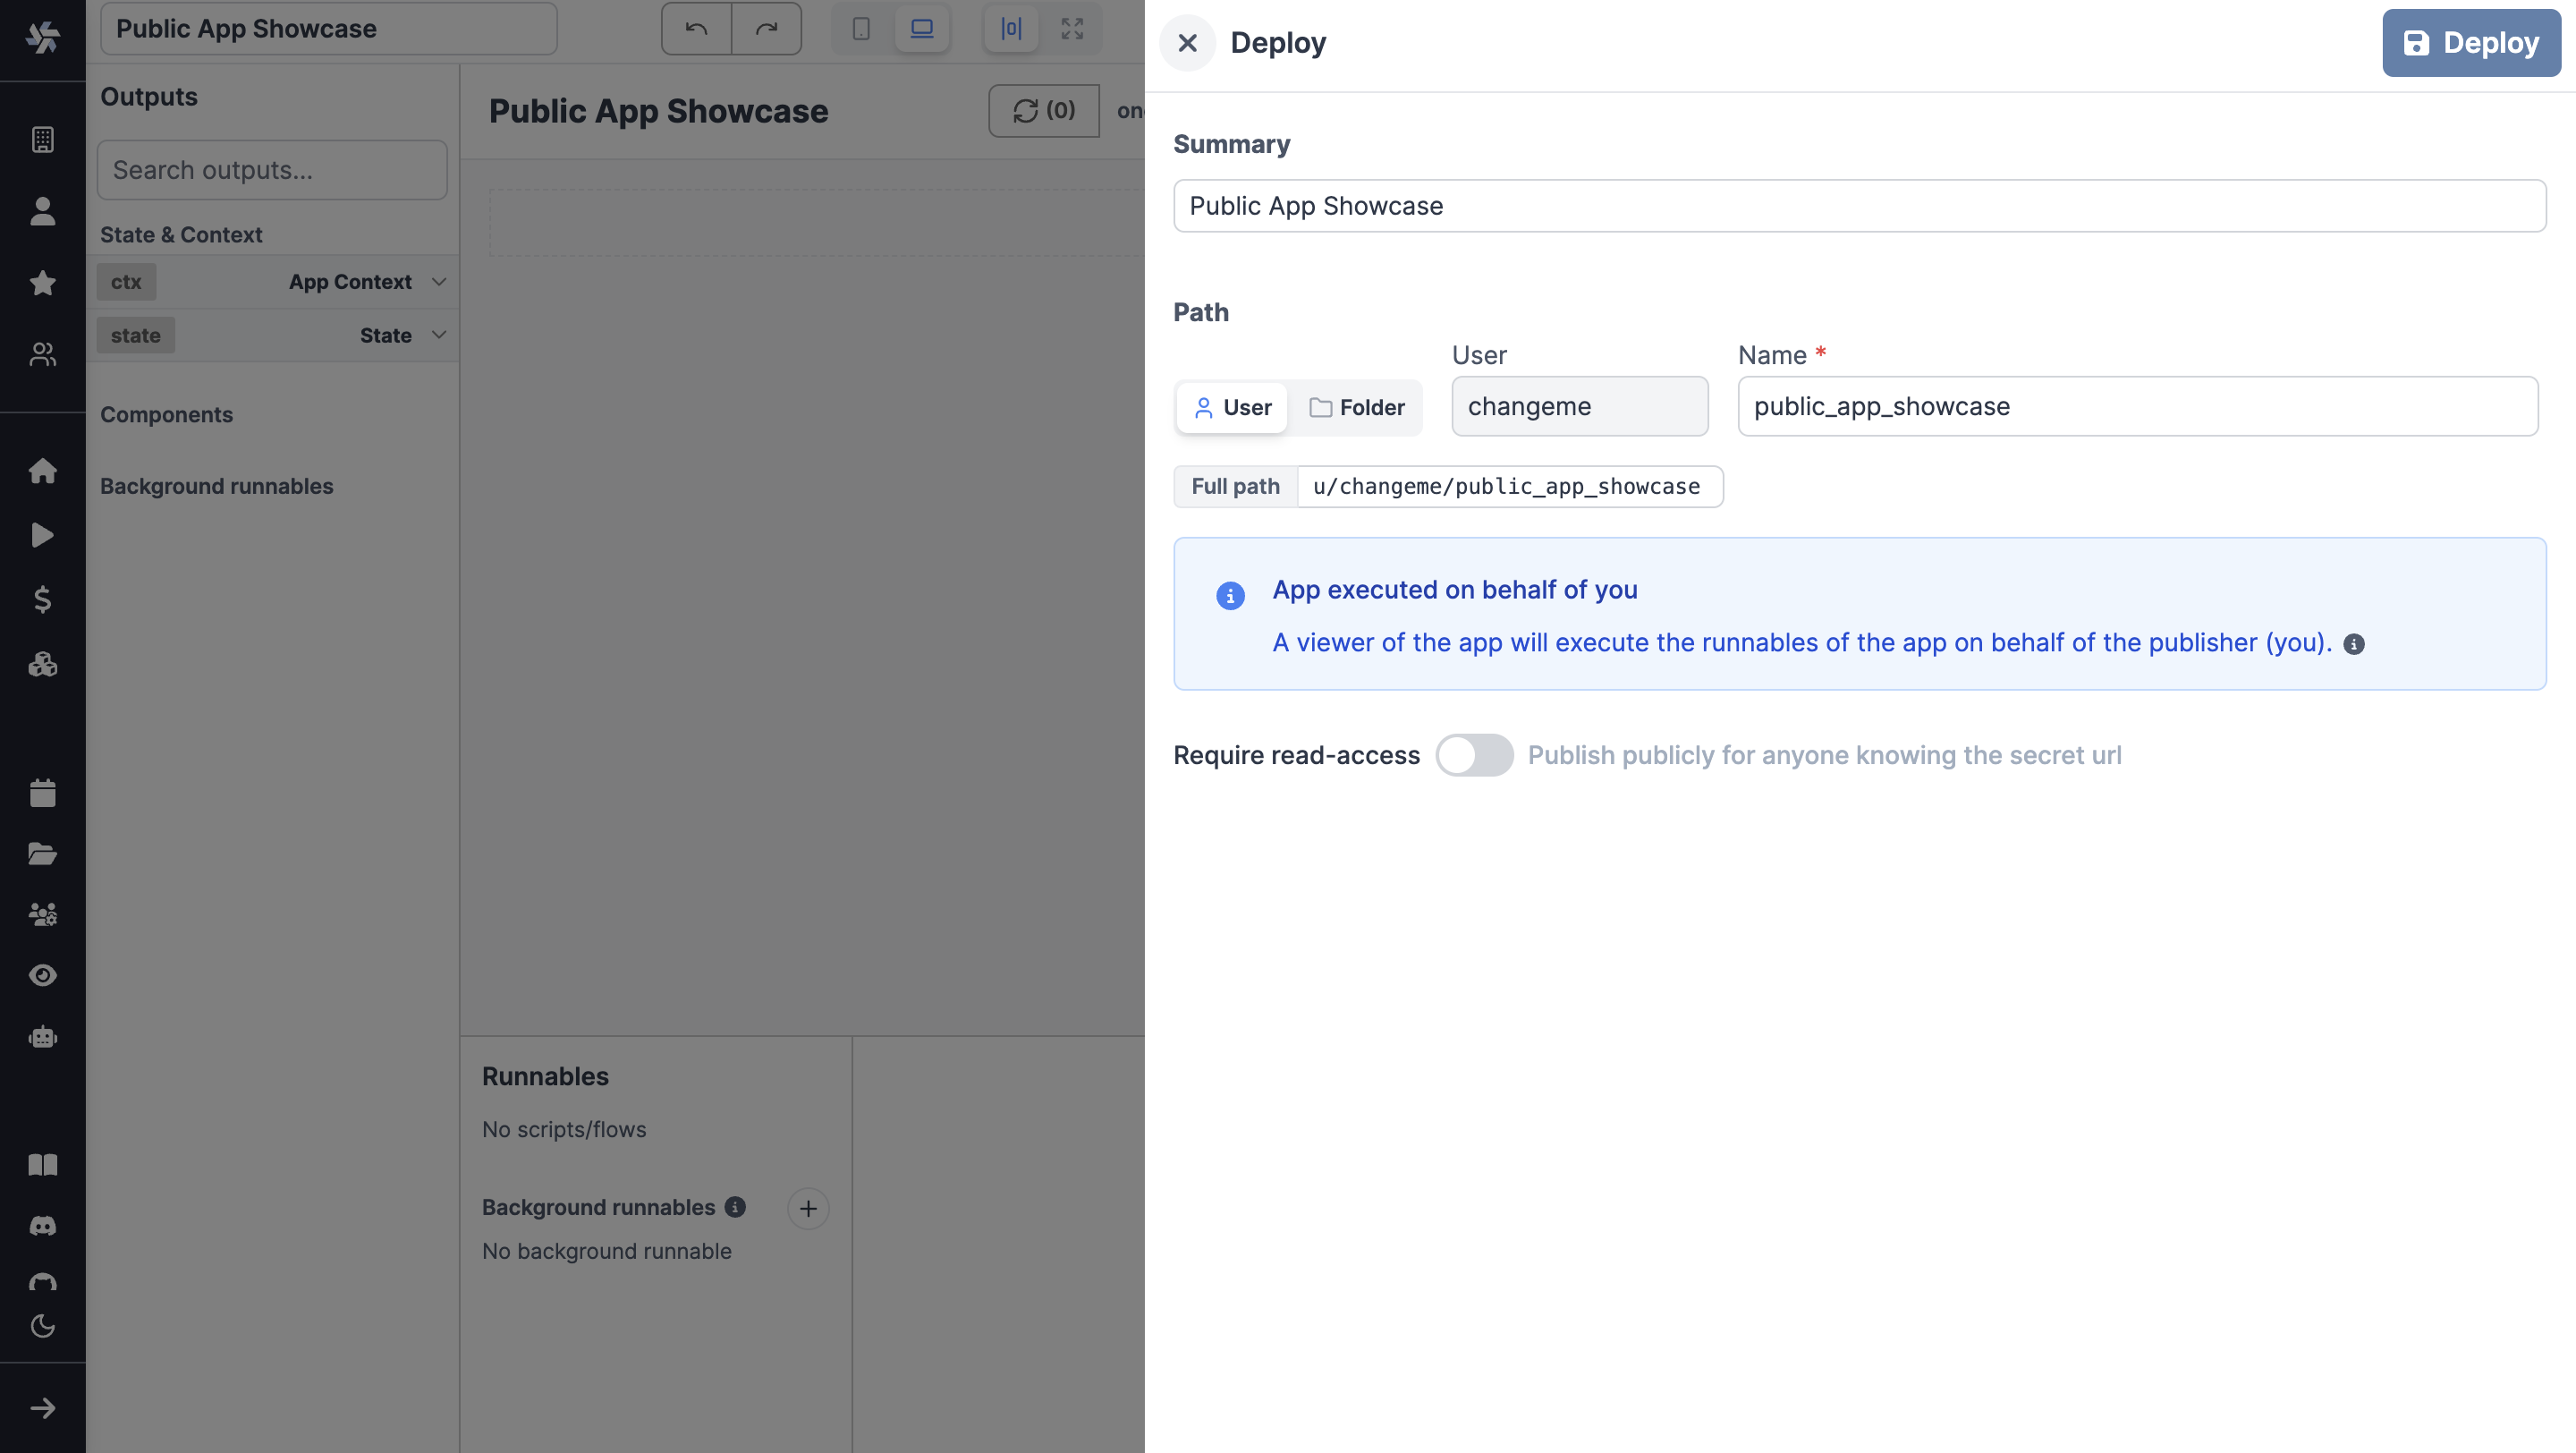 Public App Showcase
Outputs
Search outputs...
State & Context
ctx App Context
state State
Components
Background runnables
Public App Showcase
(0)
Runnables
No scripts/flows
Background runnables
No background runnable
Deploy
Deploy
Summary
Public App Showcase
Path
User Name *
User Folder changeme public_app_showcase
Full path u/changeme/public_app_showcase
App executed on behalf of you
A viewer of the app will execute the runnables of the app on behalf of the publisher (you).
Require read-access Publish publicly for anyone knowing the secret url